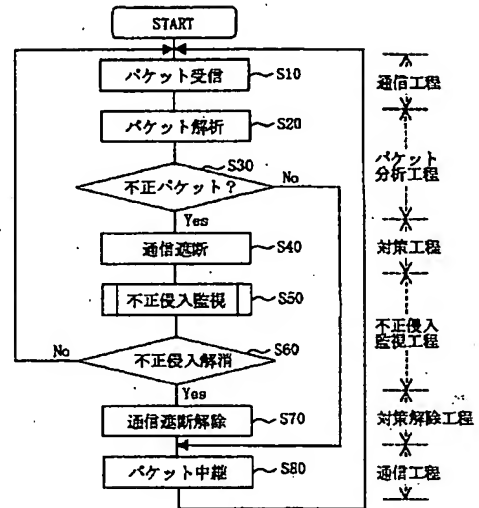 START
パケット受信
S10
通信工程
パケット解析
S20
S30
不正パケット?
No
パケット
分析工程
Yes
通信遮断
S40
対策工程
不正侵入監視
S50
不正侵入
監視工程
S60
No
不正侵入解消
Yes
通信遮断解除
S70
対策解除工程
パケット中継
S80
通信工程